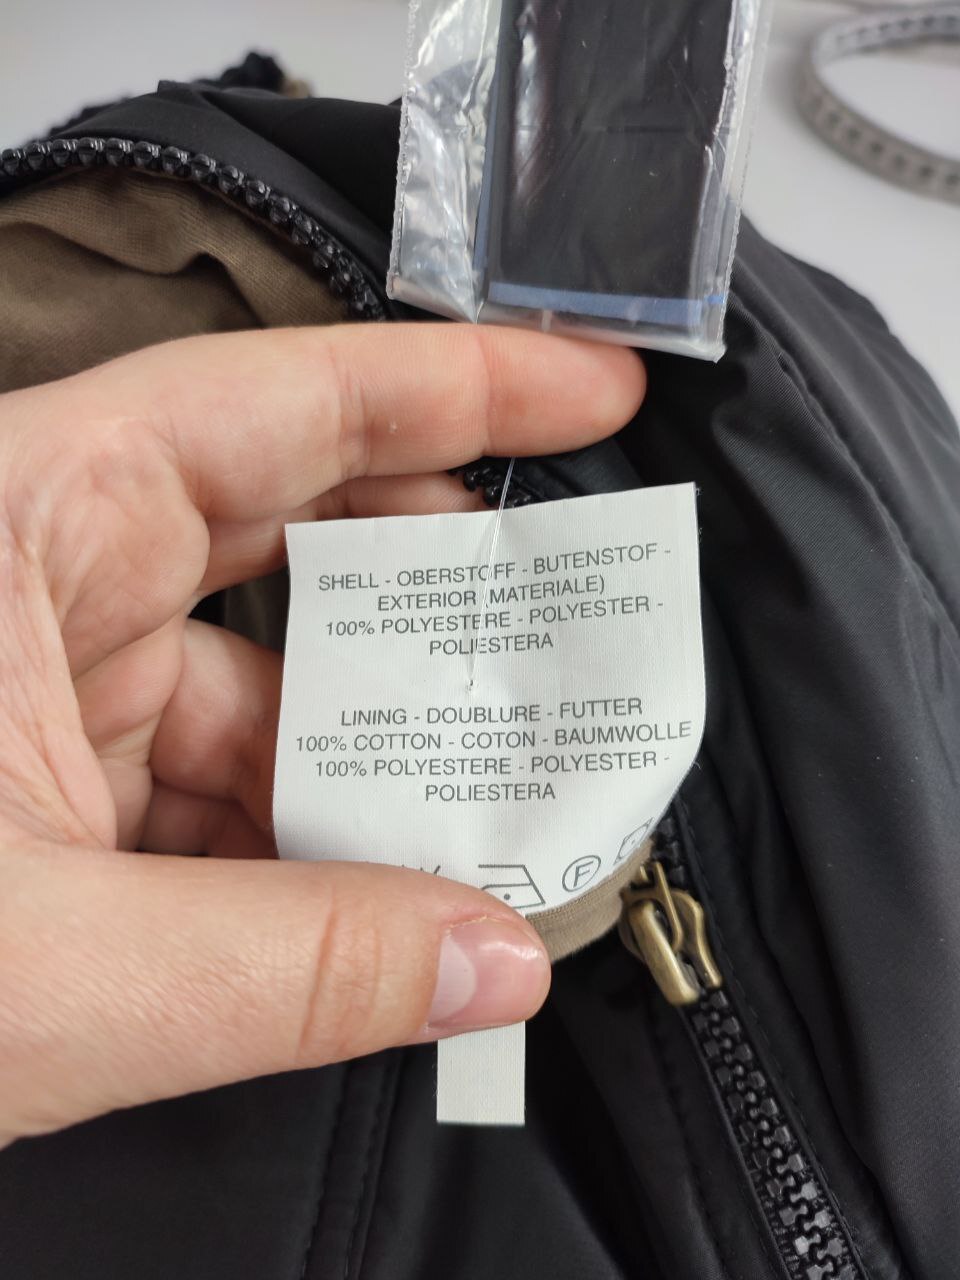 SHELL - OBERSTOFF - BUTENSTOF -
EXTERIOR (MATERIALE)
100% POLYESTERE - POLYESTER -
POLIESTERA
LINING - DOUBLURE - FUTTER
100% COTTON - COTON - BAUMWOLLE
100% POLYESTERE - POLYESTER -
POLIESTERA
F